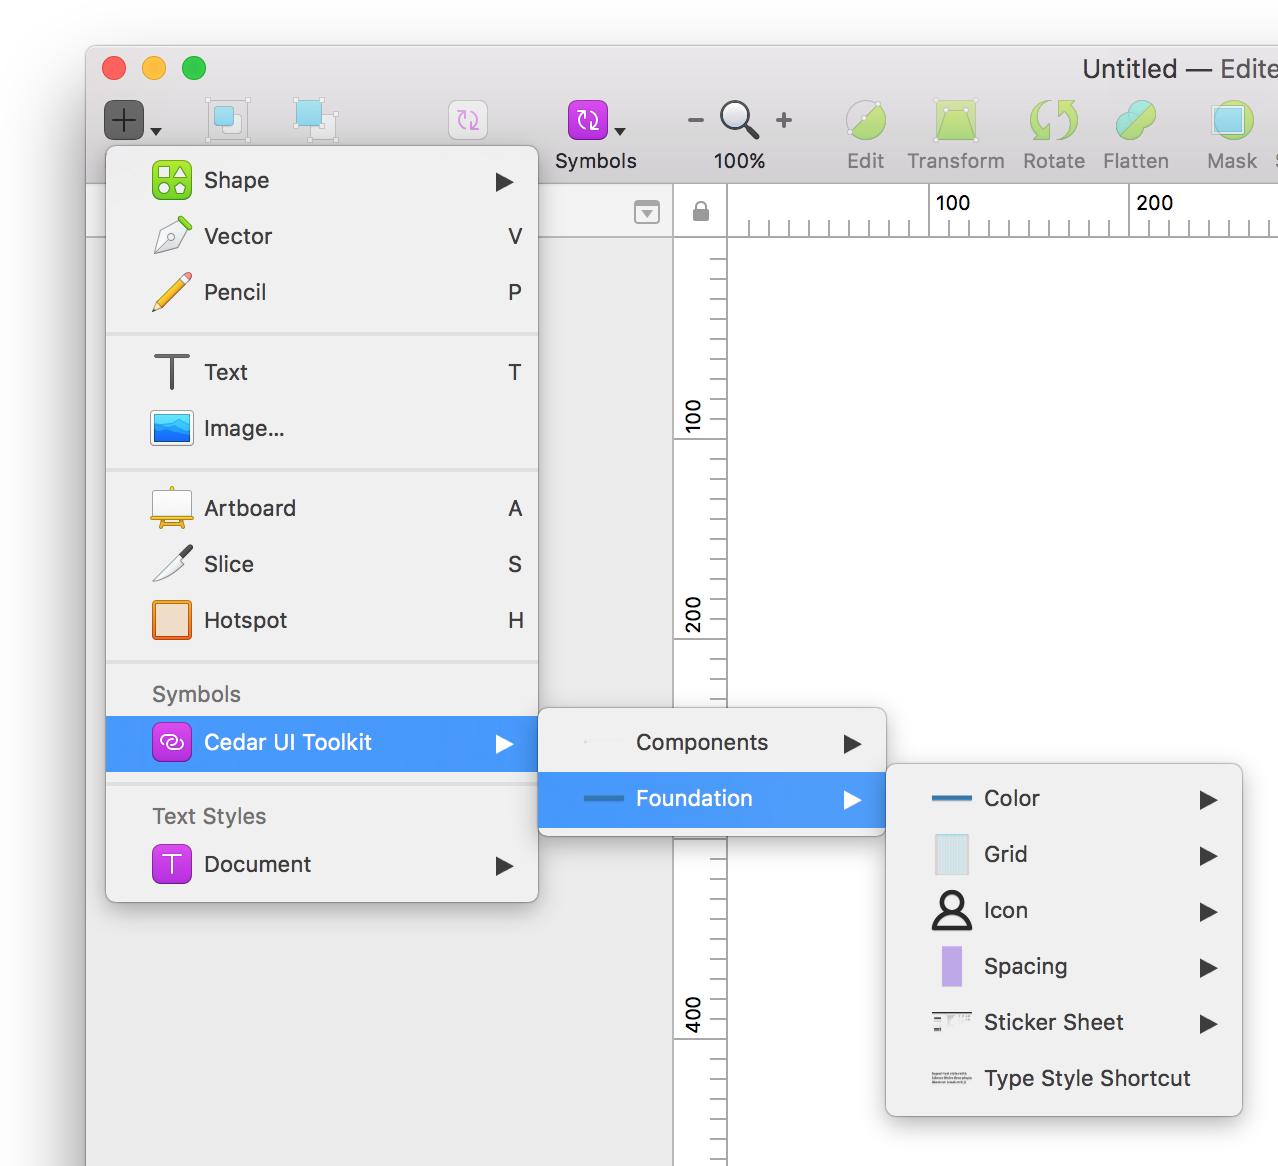 Untitled — Edite
Symbols
100%
Edit
Transform
Rotate
Flatten
Mask
100
200
Shape
Vector V
Pencil P
Text T
Image...
Artboard A
Slice S
Hotspot H
Symbols
Cedar UI Toolkit
Text Styles
Document
Components
Foundation
Color
Grid
Icon
Spacing
Sticker Sheet
Type Style Shortcut
100
200
400